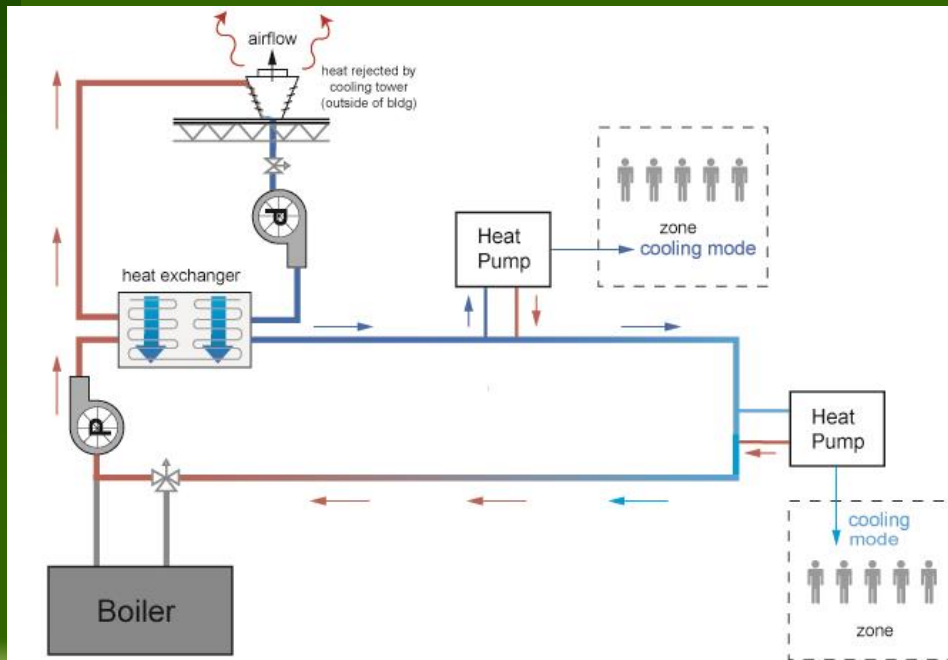 airflow
heat rejected by
cooling tower
(outside of bldg)
P
heat exchanger
Heat
Pump
zone
cooling mode
P
Heat
Pump
cooling
mode
zone
Boiler